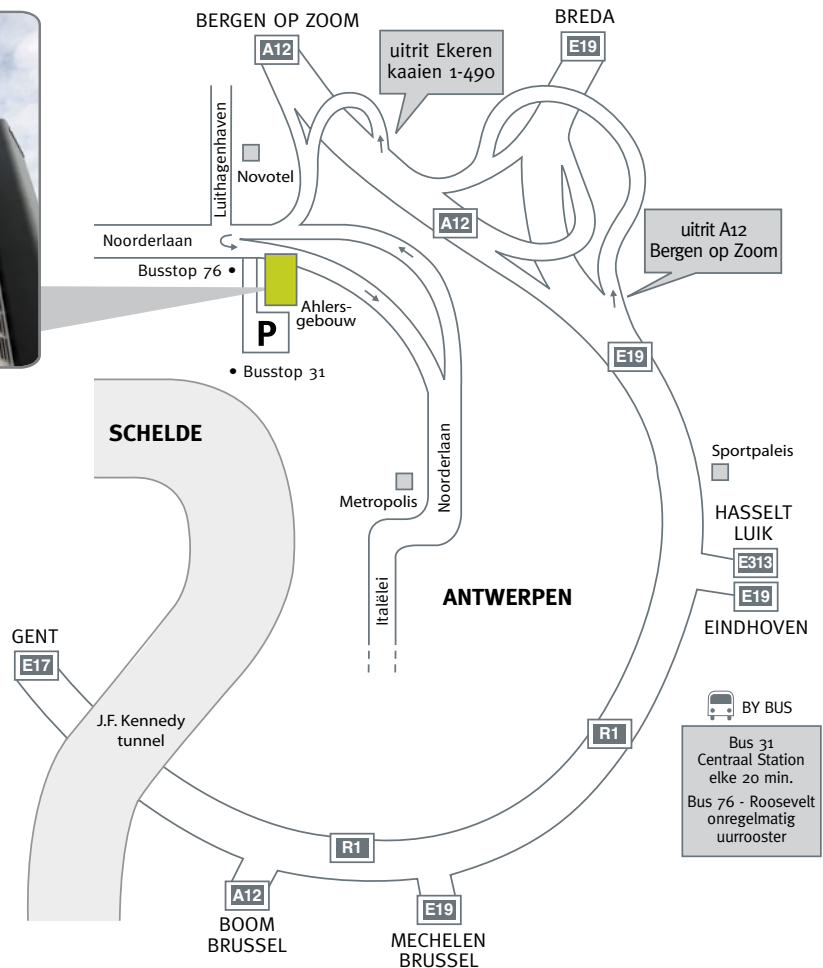 BERGEN OP ZOOM
A12
uitrit Ekeren
kaaien 1-490
BREDA
E19
Luithagenhaven
Novotel
A12
uitrit A12
Bergen op Zoom
Noorderlaan
Busstop 76 •
Ahlers-
gebouw
P
• Busstop 31
E19
SCHELDE
Noorderlaan
Sportpaleis
Metropolis
HASSELT
LUIK
E313
E19
EINDHOVEN
Italëlei
ANTWERPEN
GENT
E17
J.F. Kennedy
tunnel
R1
BY BUS
Bus 31
Centraal Station
elke 20 min.
Bus 76 - Roosevelt
onregelmatig
uurrooster
R1
A12
BOOM
BRUSSEL
E19
MECHELEN
BRUSSEL